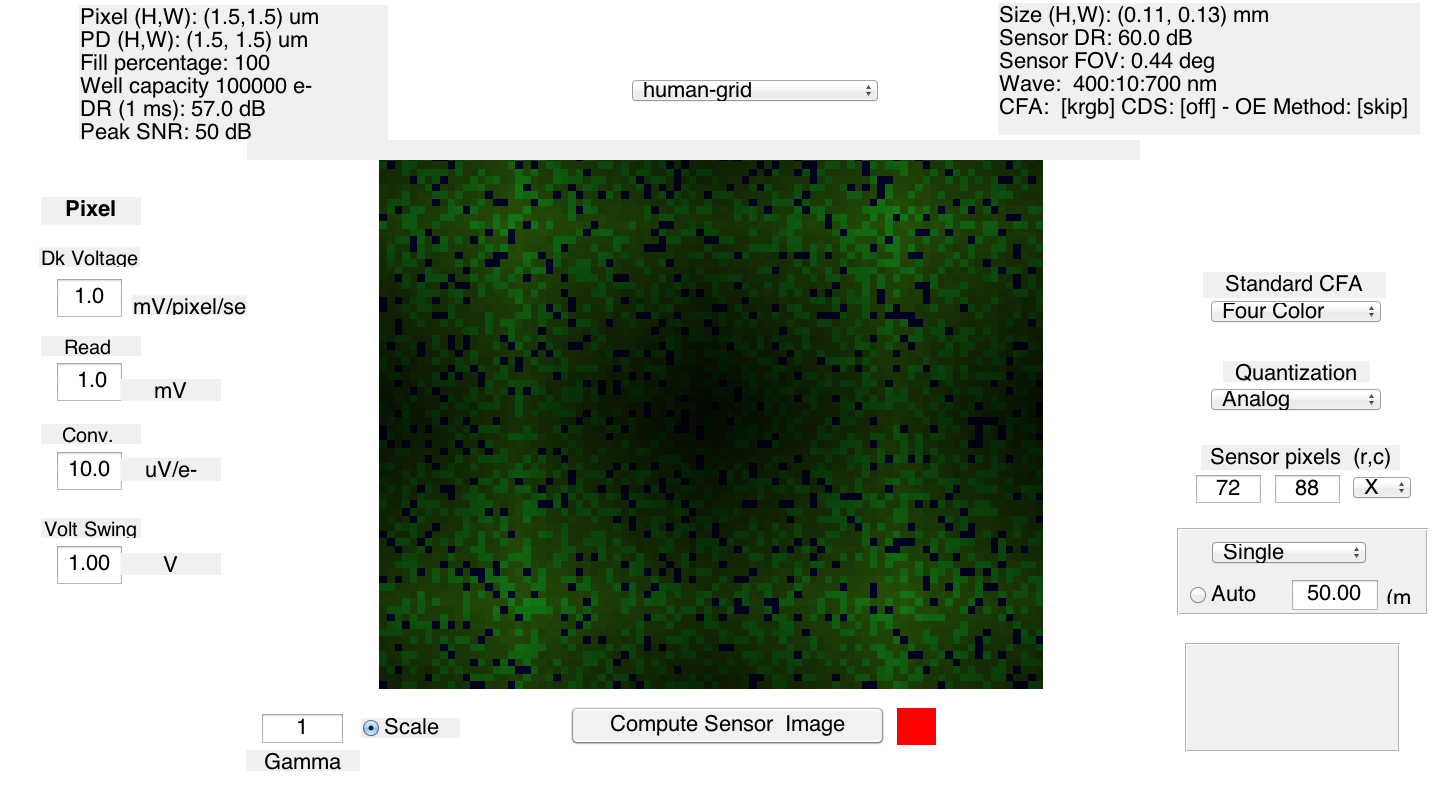 Pixel (H,W): (1.5,1.5) um
PD (H,W): (1.5, 1.5) um
Fill percentage: 100
Well capacity 100000 e-
DR (1 ms): 57.0 dB
Peak SNR: 50 dB
human-grid
Size (H,W): (0.11, 0.13) mm
Sensor DR: 60.0 dB
Sensor FOV: 0.44 deg
Wave: 400:10:700 nm
CFA: [krgb] CDS: [off] - OE Method: [skip]
Pixel
Dk Voltage
1.0 mV/pixel/se
Read
1.0 mV
Conv.
10.0 uV/e-
Volt Swing
1.00 V
Standard CFA
Four Color
Quantization
Analog
Sensor pixels (r,c)
72 88 X
Single
Auto 50.00 (m
1 Scale
Gamma
Compute Sensor Image